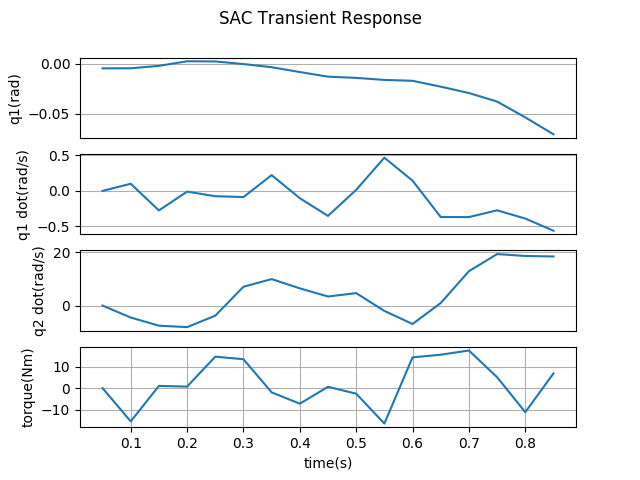 SAC Transient Response
q1(rad)
0.00
−0.05
q1 dot(rad/s)
0.5
0.0
−0.5
q2 dot(rad/s)
20
0
torque(Nm)
10
0
−10
0.1 0.2 0.3 0.4 0.5 0.6 0.7 0.8
time(s)